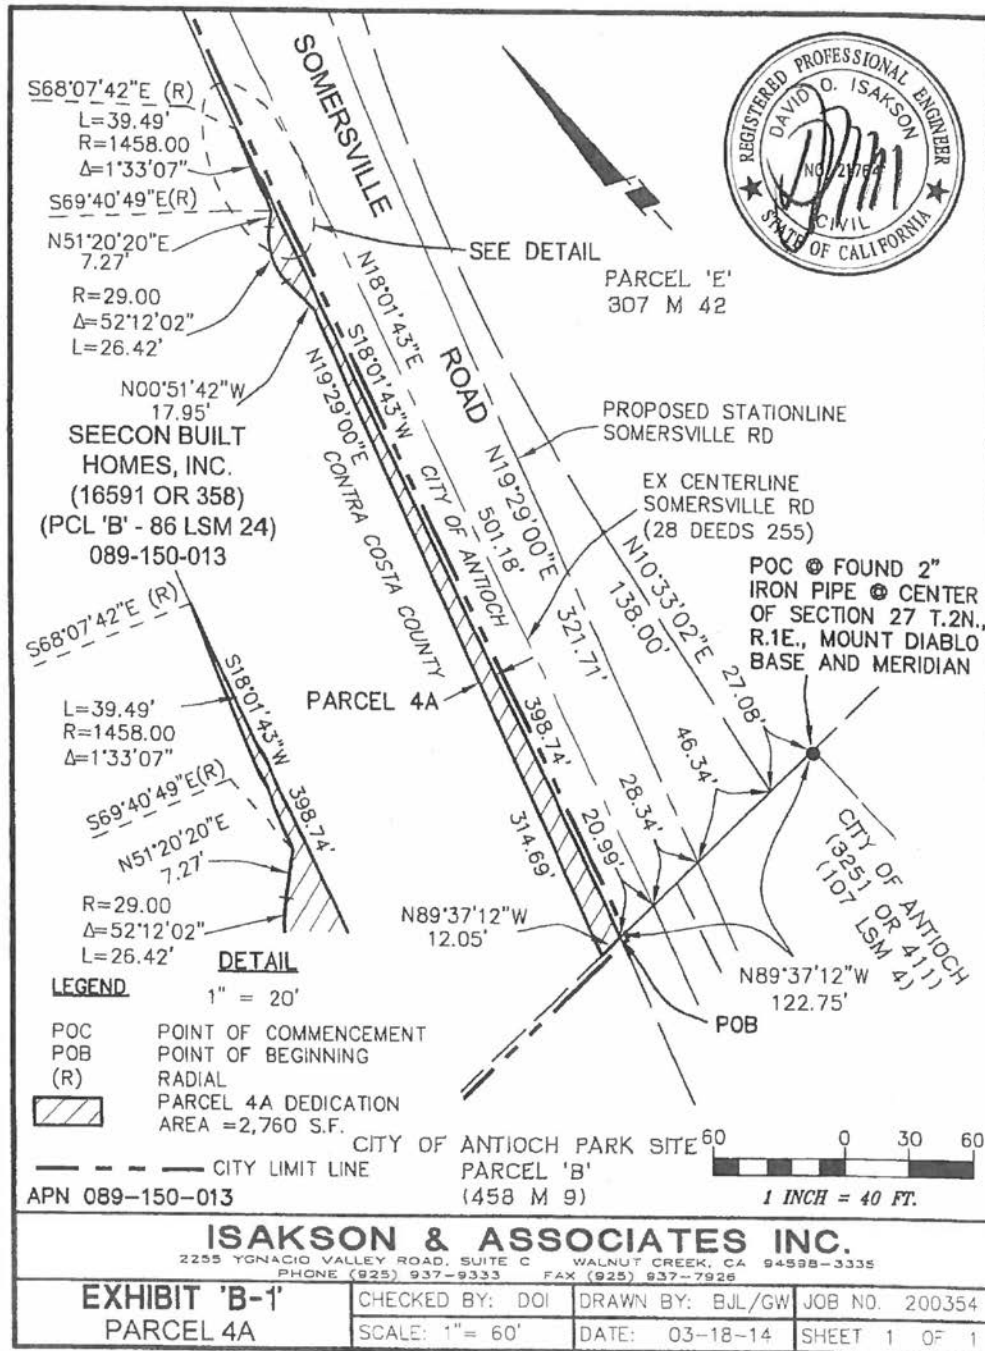 SOMERSVILLE
ROAD
REGISTERED PROFESSIONAL ENGINEER
DAVID O. ISAKSON
NO. 21764
CIVIL
STATE OF CALIFORNIA
S68°07'42"E (R)
L=39.49'
R=1458.00
Δ=1°33'07"
S69°40'49"E(R)
N51°20'20"E
7.27'
R=29.00
Δ=52°12'02"
L=26.42'
N00°51'42"W
17.95'
SEE DETAIL
PARCEL 'E'
307 M 42
N18°01'43"E
S18°01'43"W
N19°29'00"E
CONTRA COSTA COUNTY
CITY OF ANTIOCH
501.18'
N19°29'00"E
321.71'
N10°33'02"E
138.00'
PROPOSED STATIONLINE
SOMERSVILLE RD
EX CENTERLINE
SOMERSVILLE RD
(28 DEEDS 255)
POC @ FOUND 2"
IRON PIPE @ CENTER
OF SECTION 27 T.2N.,
R.1E., MOUNT DIABLO
BASE AND MERIDIAN
SEECON BUILT
HOMES, INC.
(16591 OR 358)
(PCL 'B' - 86 LSM 24)
089-150-013
PARCEL 4A
398.74'
314.69'
20.99'
28.34'
46.34'
27.08'
N89°37'12"W
12.05'
N89°37'12"W
122.75'
POB
CITY OF ANTIOCH
(3251 OR 411)
(107 LSM 4)
S68°07'42"E (R)
S18°01'43"W
398.74'
L=39.49'
R=1458.00
Δ=1°33'07"
S69°40'49"E(R)
N51°20'20"E
7.27'
R=29.00
Δ=52°12'02"
L=26.42'
DETAIL
1" = 20'
LEGEND
POC POINT OF COMMENCEMENT
POB POINT OF BEGINNING
(R) RADIAL
PARCEL 4A DEDICATION
AREA =2,760 S.F.
CITY LIMIT LINE
APN 089-150-013
CITY OF ANTIOCH PARK SITE
PARCEL 'B'
(458 M 9)
60 0 30 60
1 INCH = 40 FT.
ISAKSON & ASSOCIATES INC.
2255 YGNACIO VALLEY ROAD, SUITE C WALNUT CREEK, CA 94598-3335
PHONE (925) 937-9333 FAX (925) 937-7926
EXHIBIT 'B-1'
PARCEL 4A
CHECKED BY: DOI
DRAWN BY: BJL/GW
JOB NO. 200354
SCALE: 1"= 60'
DATE: 03-18-14
SHEET 1 OF 1